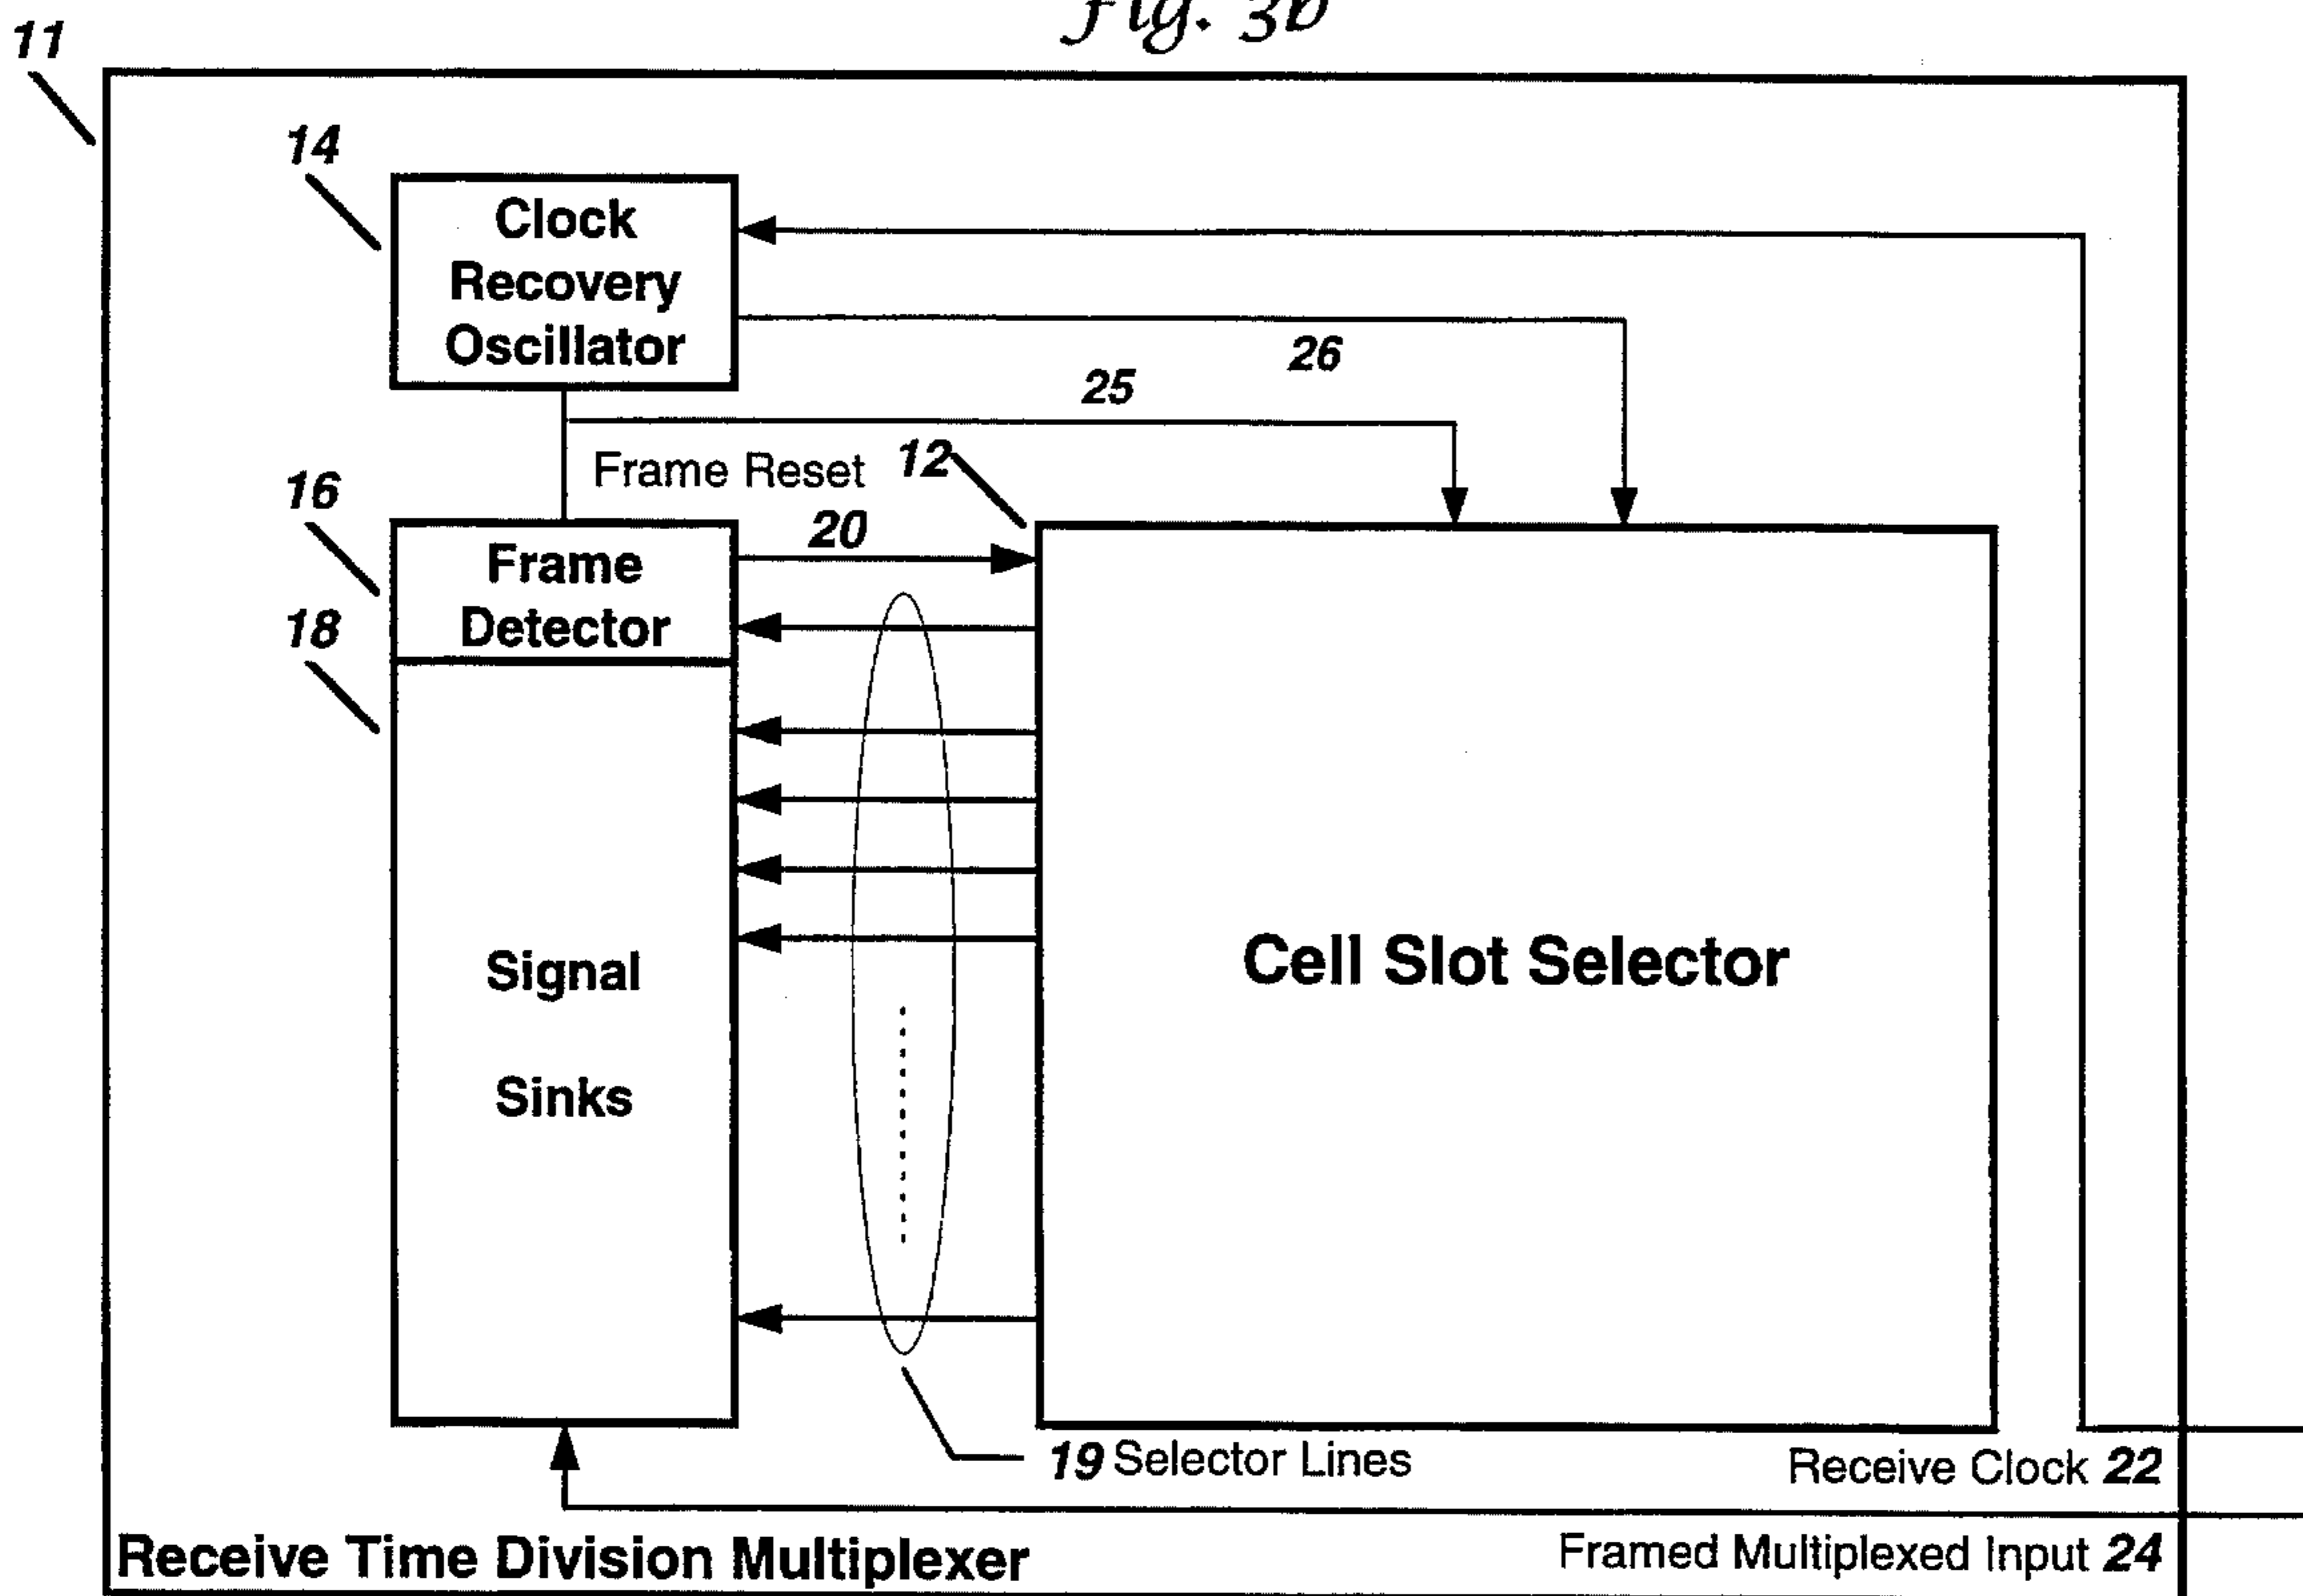 Fig. 3b
11
14
Clock
Recovery
Oscillator
26
25
Frame Reset
12
16
20
Frame
Detector
18
Signal
Sinks
Cell Slot Selector
19 Selector Lines
Receive Clock 22
Receive Time Division Multiplexer
Framed Multiplexed Input 24